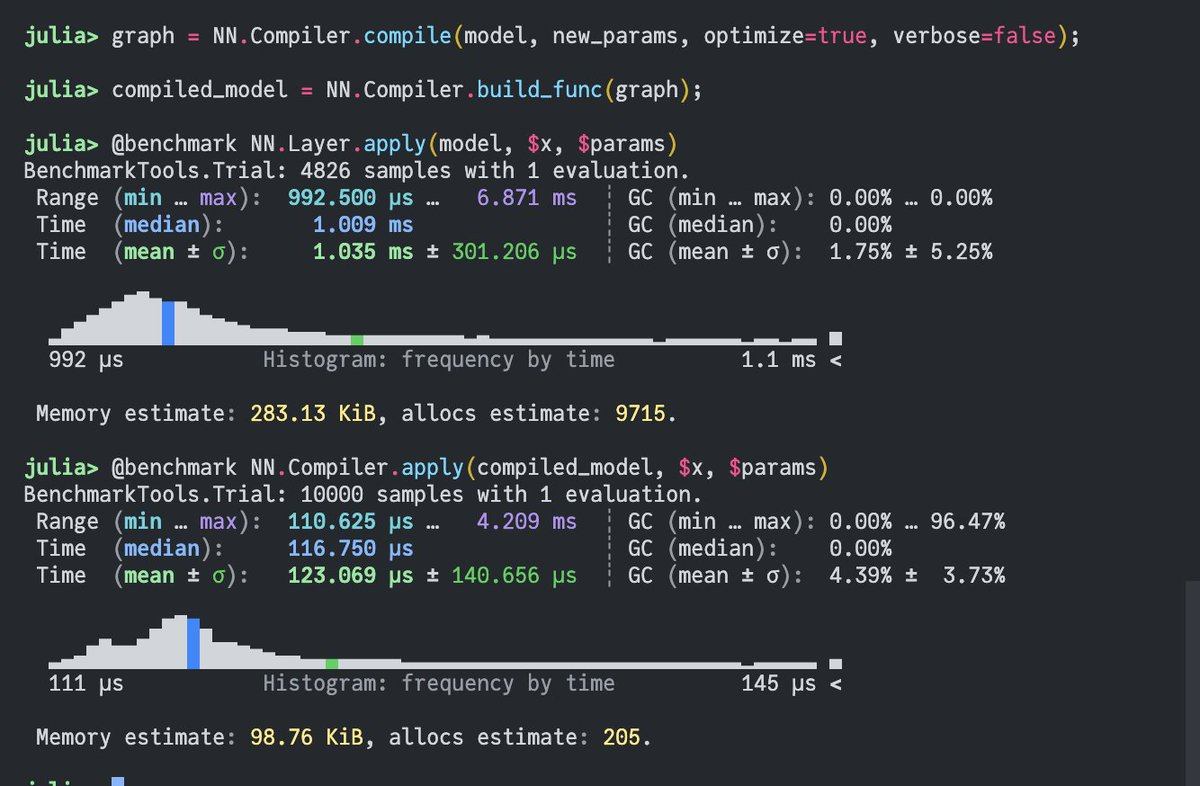 julia> graph = NN.Compiler.compile(model, new_params, optimize=true, verbose=false);
julia> compiled_model = NN.Compiler.build_func(graph);
julia> @benchmark NN.Layer.apply(model, $x, $params)
BenchmarkTools.Trial: 4826 samples with 1 evaluation.
Range (min … max): 992.500 μs … 6.871 ms ┊ GC (min … max): 0.00% … 0.00%
Time (median): 1.009 ms ┊ GC (median): 0.00%
Time (mean ± σ): 1.035 ms ± 301.206 μs ┊ GC (mean ± σ): 1.75% ± 5.25%
992 μs Histogram: frequency by time 1.1 ms <
Memory estimate: 283.13 KiB, allocs estimate: 9715.
julia> @benchmark NN.Compiler.apply(compiled_model, $x, $params)
BenchmarkTools.Trial: 10000 samples with 1 evaluation.
Range (min … max): 110.625 μs … 4.209 ms ┊ GC (min … max): 0.00% … 96.47%
Time (median): 116.750 μs ┊ GC (median): 0.00%
Time (mean ± σ): 123.069 μs ± 140.656 μs ┊ GC (mean ± σ): 4.39% ± 3.73%
111 μs Histogram: frequency by time 145 μs <
Memory estimate: 98.76 KiB, allocs estimate: 205.